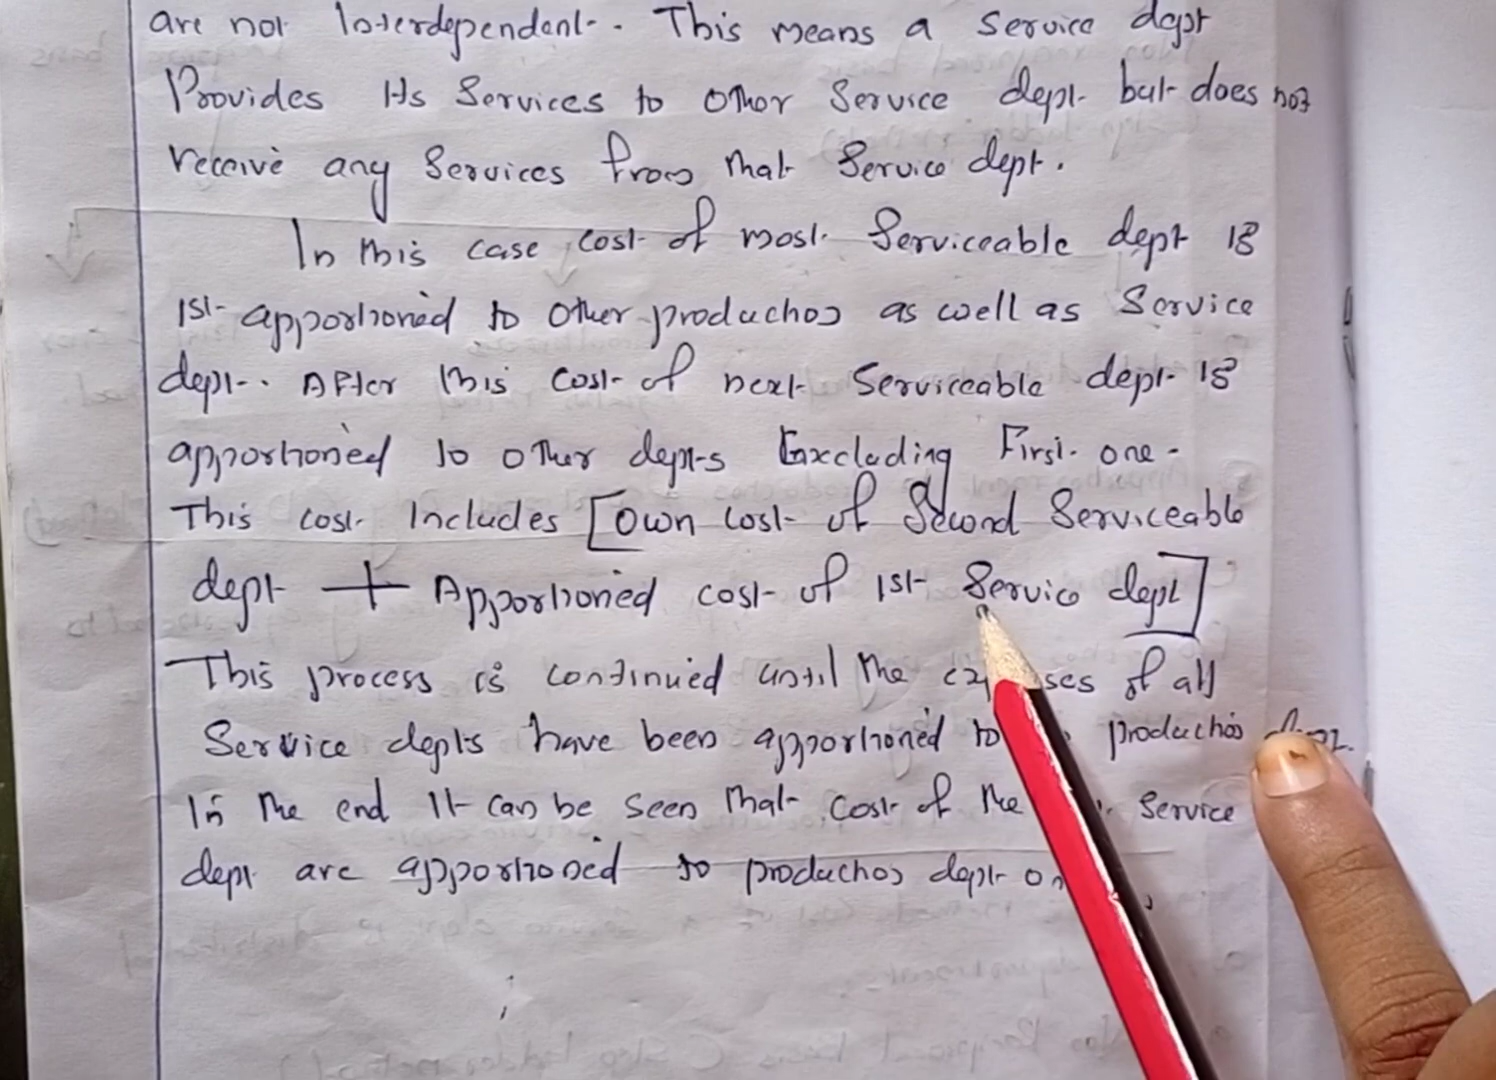 are not Interdependent. This means a Service dept
Provides Its Services to other Service dept but does not
receive any Services from that Service dept.
In this case cost of most Serviceable dept is
1st apportioned to other production as well as Service
dept. After this cost of next Serviceable dept is
apportioned to other depts Excluding First one.
This cost Includes [Own cost of Second Serviceable
dept + Apportioned cost of 1st Service dept]
This process is continued until the of all
Service depts have been apportioned to production dept.
In the end It can be seen that cost of the Service
dept are apportioned to production dept